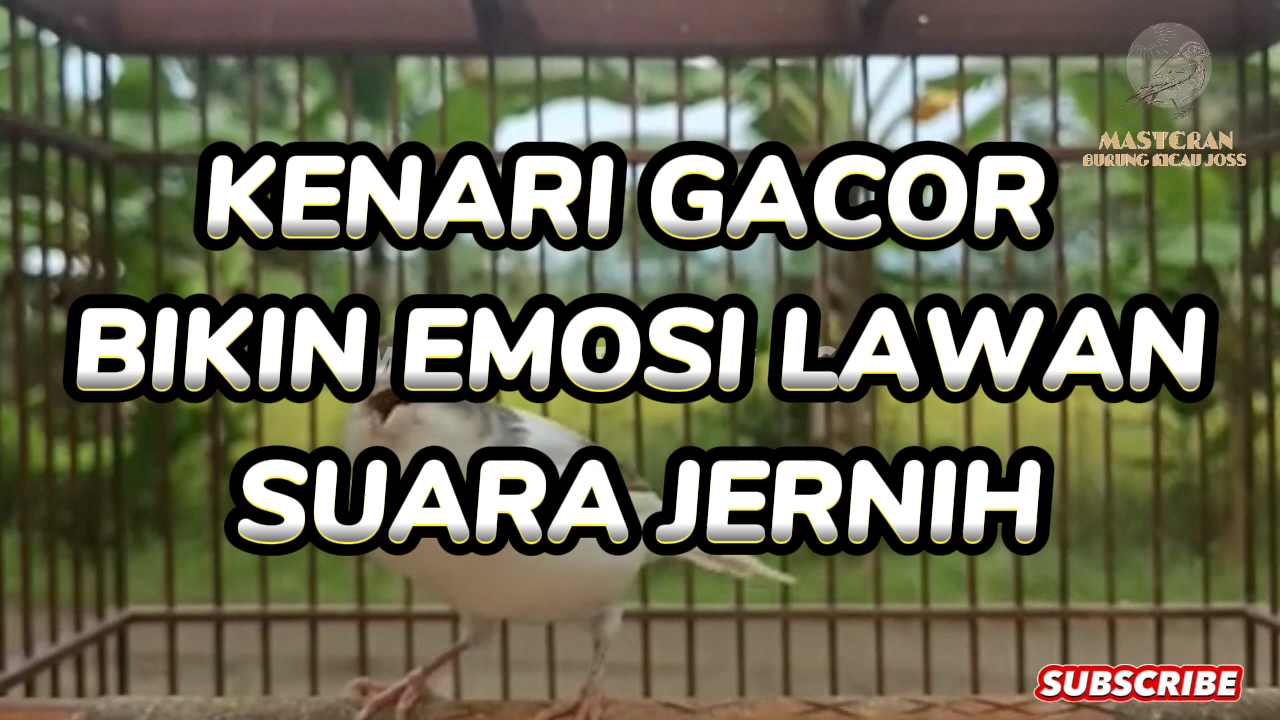 MASTCRAN
BURUNG KICAU JOSS
KENARI GACOR
BIKIN EMOSI LAWAN
SUARA JERNIH
SUBSCRIBE